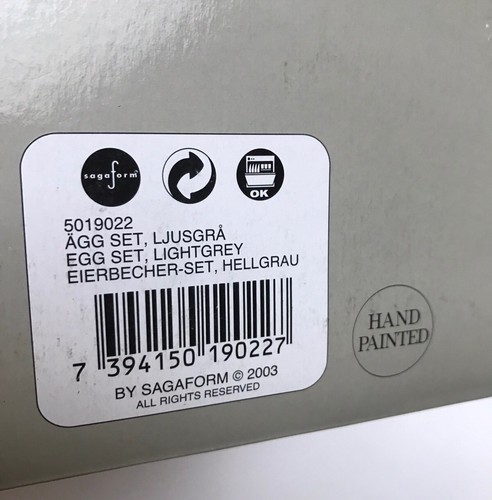 sagaform
OK
5019022
ÄGG SET, LJUSGRÅ
EGG SET, LIGHTGREY
EIERBECHER-SET, HELLGRAU
7 394150 190227
BY SAGAFORM © 2003
ALL RIGHTS RESERVED
HAND
PAINTED